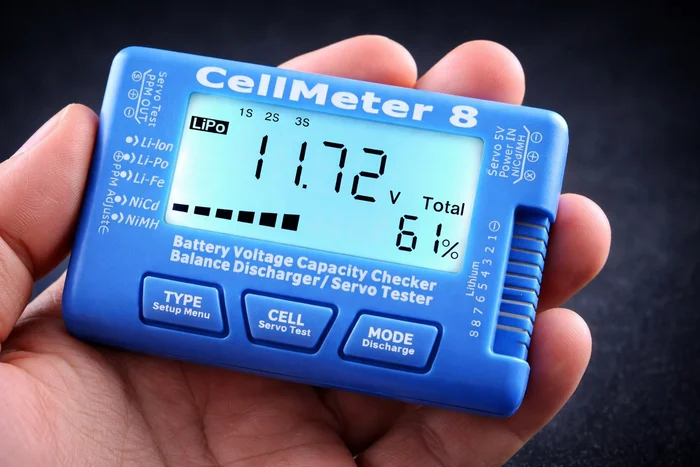 CellMeter 8
Servo Test
PPM OUT
S + −
Li-Ion
Li-Po
Li-Fe
NiCd
NiMH
PPM Adjust
1S 2S 3S
LiPo
11.72 V
Total
61%
Servo 5V
Power IN
NiCd/MH
Lithium
8 8 7 6 5 4 3 2 1 −
Battery Voltage Capacity Checker
Balance Discharger/ Servo Tester
TYPE
Setup Menu
CELL
Servo Test
MODE
Discharge